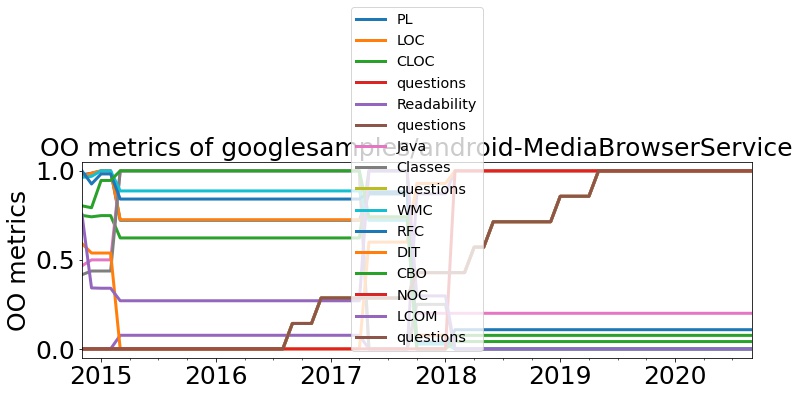 PL
LOC
CLOC
questions
Readability
questions
Java
Classes
questions
WMC
RFC
DIT
CBO
NOC
LCOM
questions
OO metrics of googlesamples/android-MediaBrowserService
OO metrics
1.0
0.5
0.0
2015 2016 2017 2018 2019 2020